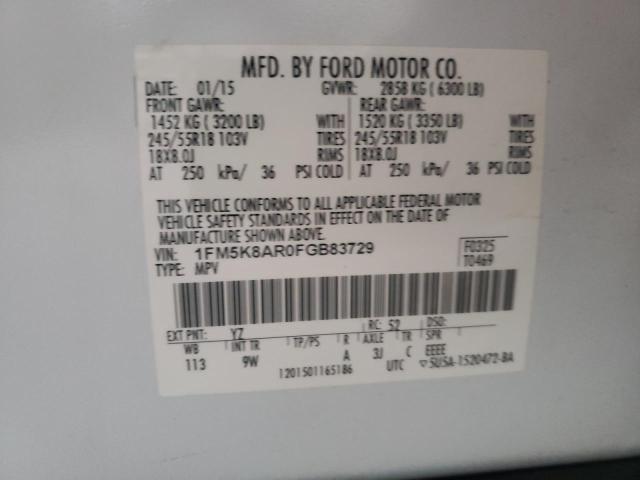 MFD. BY FORD MOTOR CO.
DATE: 01/15 GVWR: 2858 KG ( 6300 LB)
FRONT GAWR: REAR GAWR:
1452 KG ( 3200 LB) WITH 1520 KG ( 3350 LB) WITH
245/55R18 103V TIRES 245/55R18 103V TIRES
18X8.0J RIMS 18X8.0J RIMS
AT 250 kPa/ 36 PSI COLD AT 250 kPa/ 36 PSI COLD
THIS VEHICLE CONFORMS TO ALL APPLICABLE FEDERAL MOTOR
VEHICLE SAFETY STANDARDS IN EFFECT ON THE DATE OF
MANUFACTURE SHOWN ABOVE.
VIN: 1FM5K8AR0FGB83729 F0325
TYPE: MPV T0469
EXT PNT: YZ RC: 52 DSO:
WB INT TR TP/PS R AXLE TR SPR
113 9W A 3J C EEEE
1201501165186 UTC ▽5U5A-1520472-BA